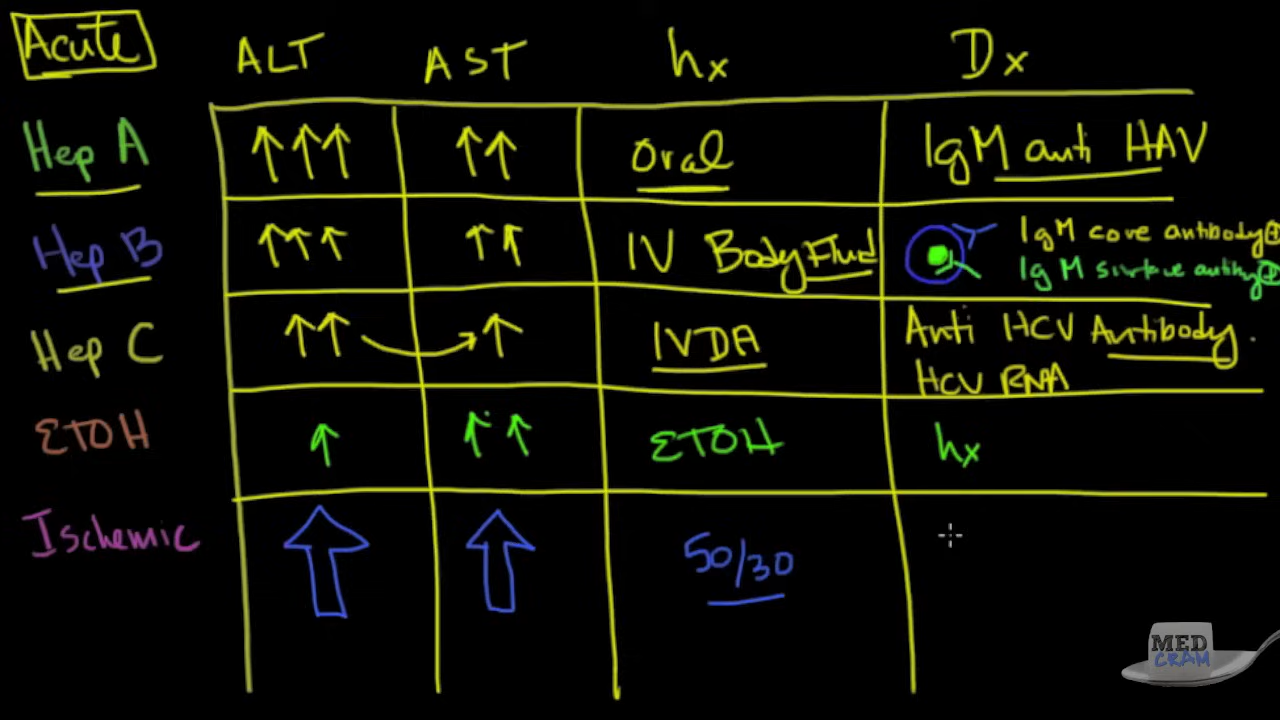 Acute ALT AST hx Dx
Hep A ↑↑↑ ↑↑ Oral IgM anti HAV
Hep B ↑↑↑ ↑↑ IV Body Fluid IgM core antibody +
IgM surface +
Hep C ↑↑ ↑ IVDA Anti HCV Antibody.
HCV RNA
ETOH ↑ ↑↑ ETOH hx
Ischemic ↑ ↑ 50/30
MED
CRAM